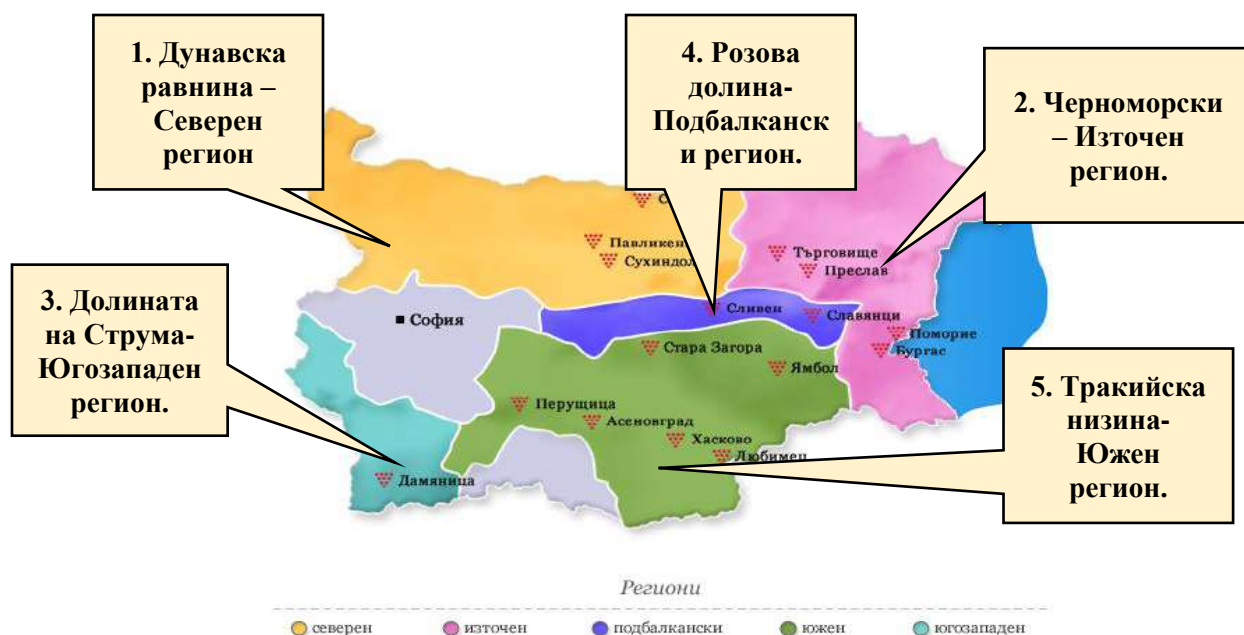 1. Дунавска
равнина –
Северен
регион
4. Розова
долина-
Подбалканск
и регион.
2. Черноморски
– Източен
регион.
3. Долината
на Струма-
Югозападен
регион.
5. Тракийска
низина-
Южен
регион.
Павликен
Сухиндол
Търговище
Преслав
София
Сливен
Славянци
Поморие
Бургас
Стара Загора
Ямбол
Перущица
Асеновград
Хасково
Любимец
Дамяница
Региони
северен
източен
подбалкански
южен
югозападен